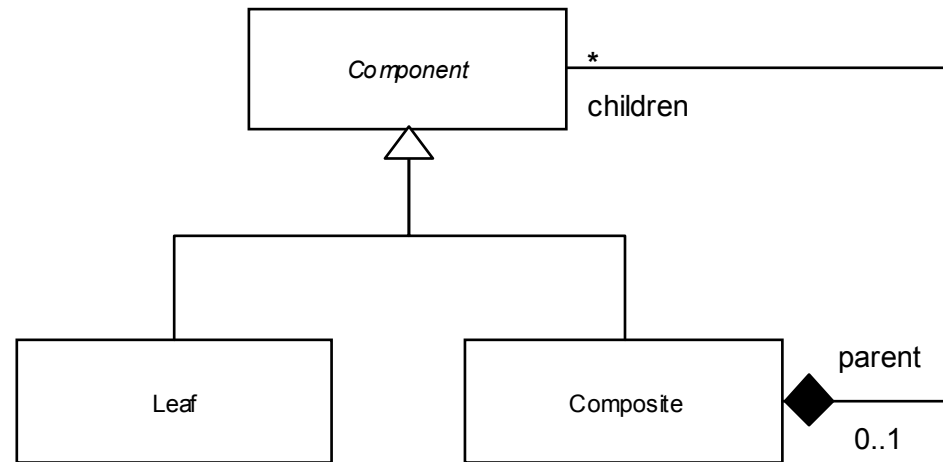 Component
*
children
parent
Leaf
Composite
0..1